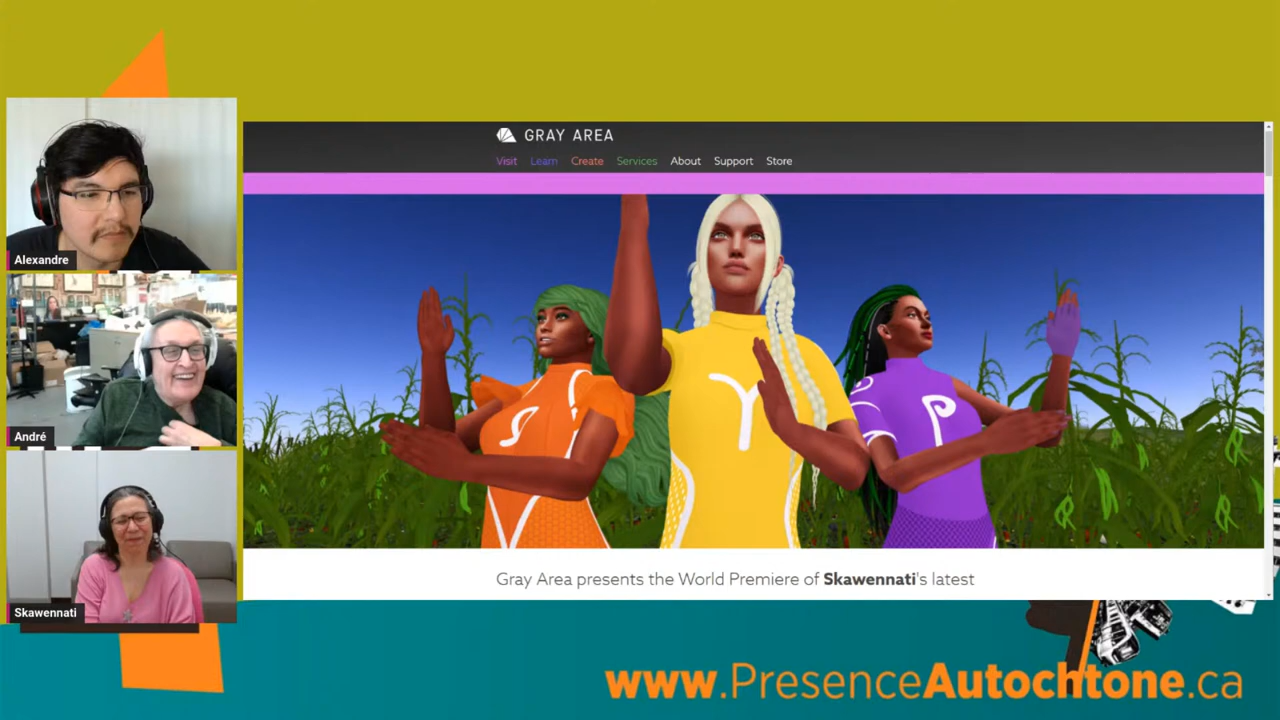 GRAY AREA
Visit Learn Create Services About Support Store
Alexandre
André
Skawennati
S
Y
P
Gray Area presents the World Premiere of Skawennati's latest
www.PresenceAutochtone.ca